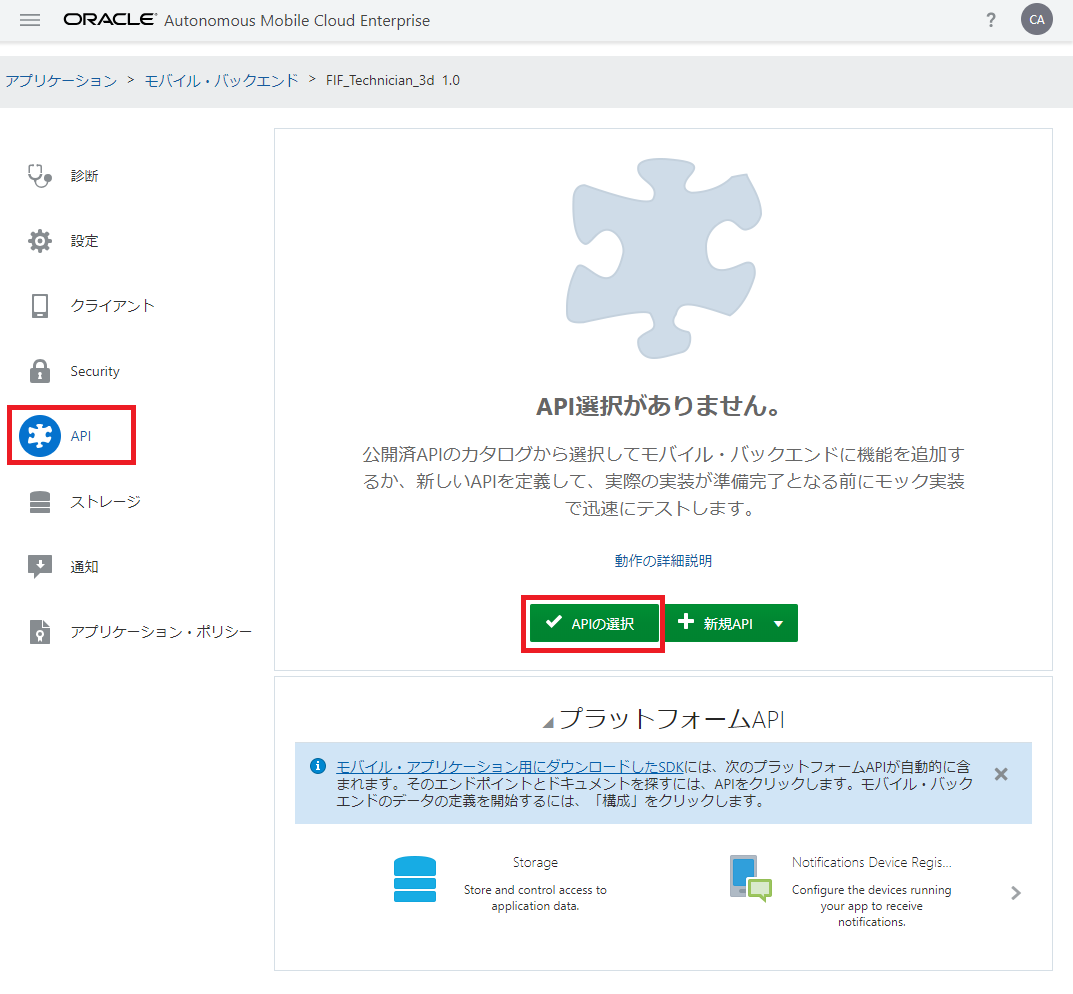 ORACLE Autonomous Mobile Cloud Enterprise
?
CA
アプリケーション > モバイル・バックエンド > FIF_Technician_3d 1.0
診断
設定
クライアント
Security
API
ストレージ
通知
アプリケーション・ポリシー
API選択がありません。
公開済APIのカタログから選択してモバイル・バックエンドに機能を追加す
るか、新しいAPIを定義して、実際の実装が準備完了となる前にモック実装
で迅速にテストします。
動作の詳細説明
APIの選択
新規API
プラットフォームAPI
モバイル・アプリケーション用にダウンロードしたSDKには、次のプラットフォームAPIが自動的に含
まれます。そのエンドポイントとドキュメントを探すには、APIをクリックします。モバイル・バック
エンドのデータの定義を開始するには、「構成」をクリックします。
Storage
Store and control access to
application data.
Notifications Device Regis...
Configure the devices running
your app to receive
notifications.